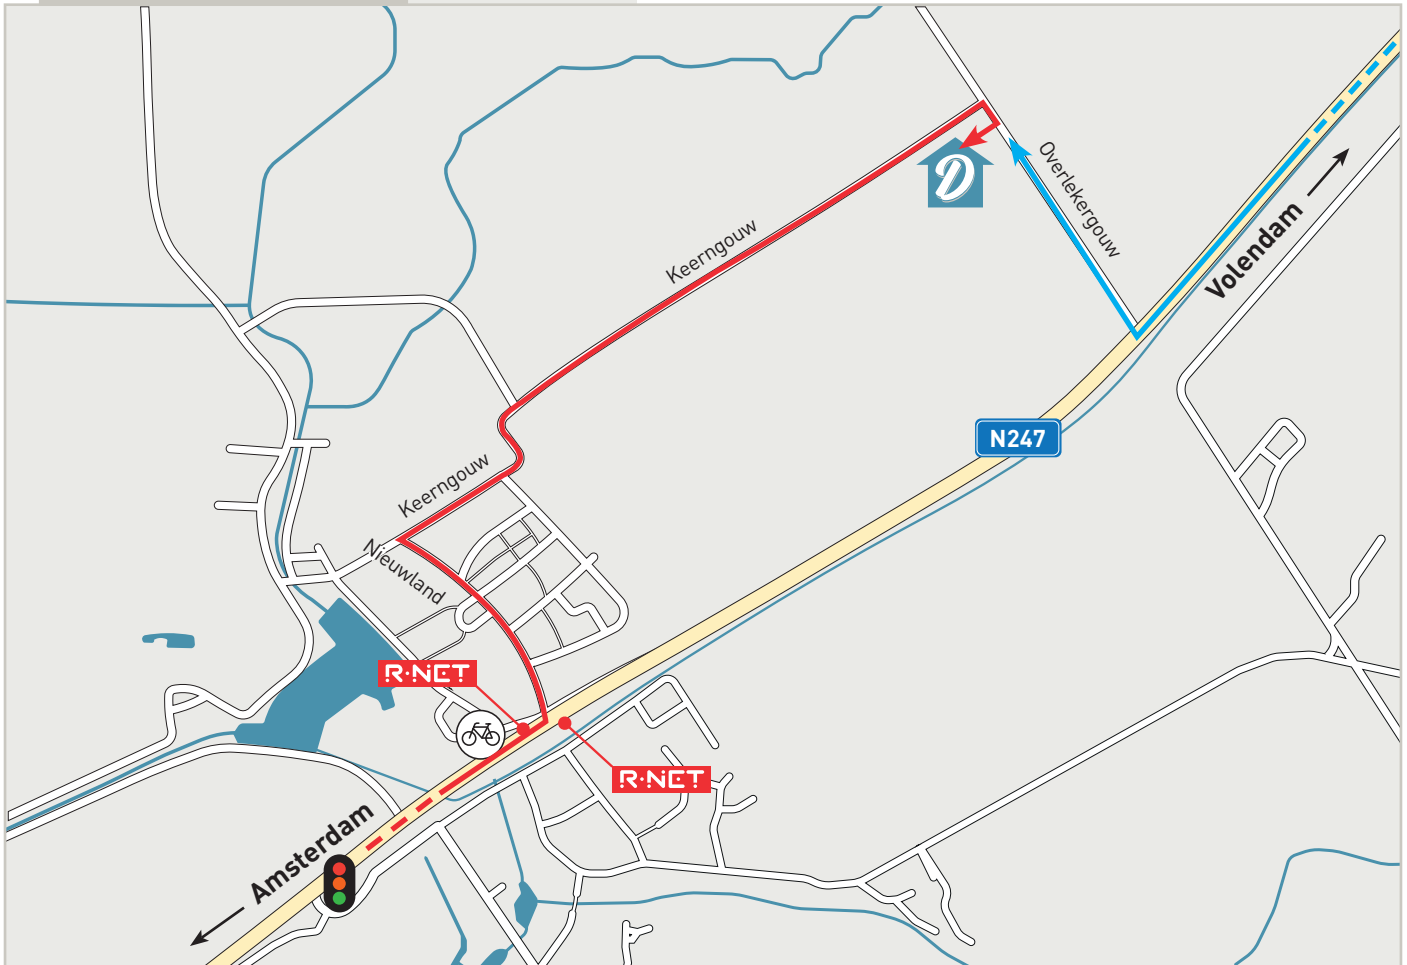 Overlekergouw
D
Keerngouw
Volendam
N247
Keerngouw
Nieuwland
R·NET
R·NET
Amsterdam